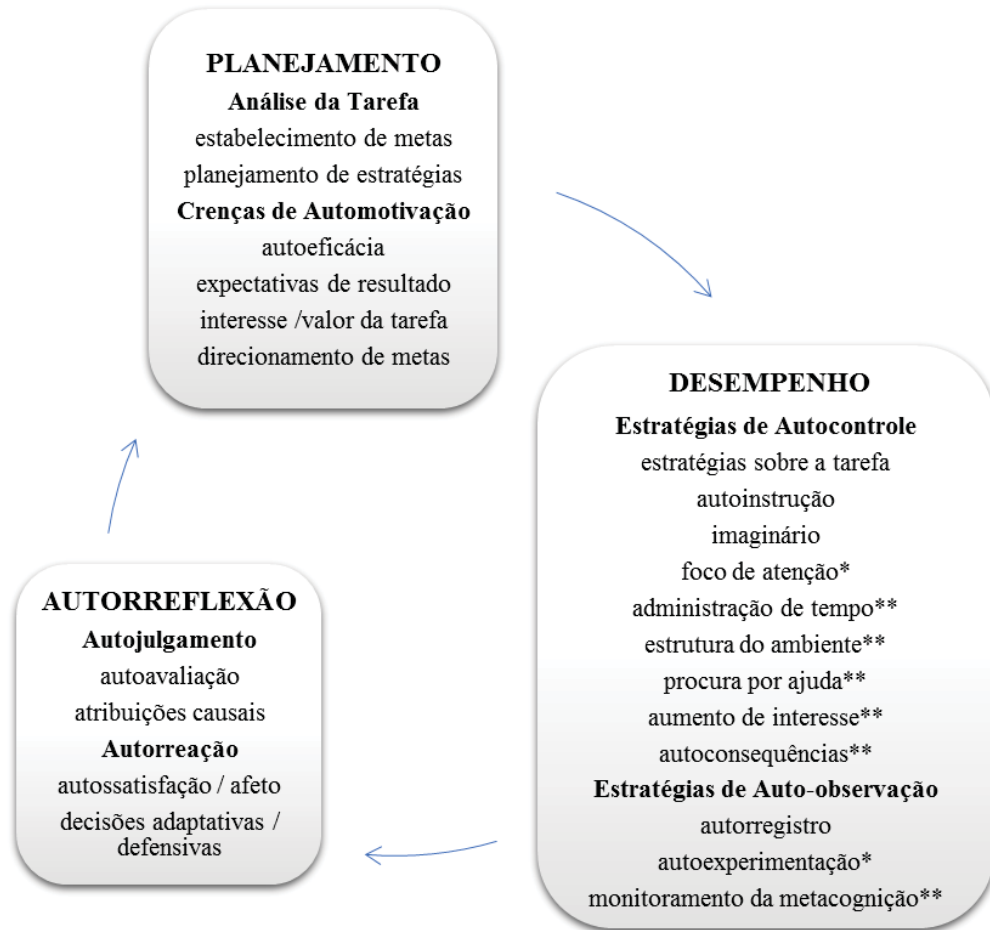 PLANEJAMENTO
Análise da Tarefa
estabelecimento de metas
planejamento de estratégias
Crenças de Automotivação
autoeficácia
expectativas de resultado
interesse /valor da tarefa
direcionamento de metas
DESEMPENHO
Estratégias de Autocontrole
estratégias sobre a tarefa
autoinstrução
imaginário
foco de atenção*
administração de tempo**
estrutura do ambiente**
procura por ajuda**
aumento de interesse**
autoconsequências**
Estratégias de Auto-observação
autorregistro
autoexperimentação*
monitoramento da metacognição**
AUTORREFLEXÃO
Autojulgamento
autoavaliação
atribuições causais
Autorreação
autossatisfação / afeto
decisões adaptativas /
defensivas